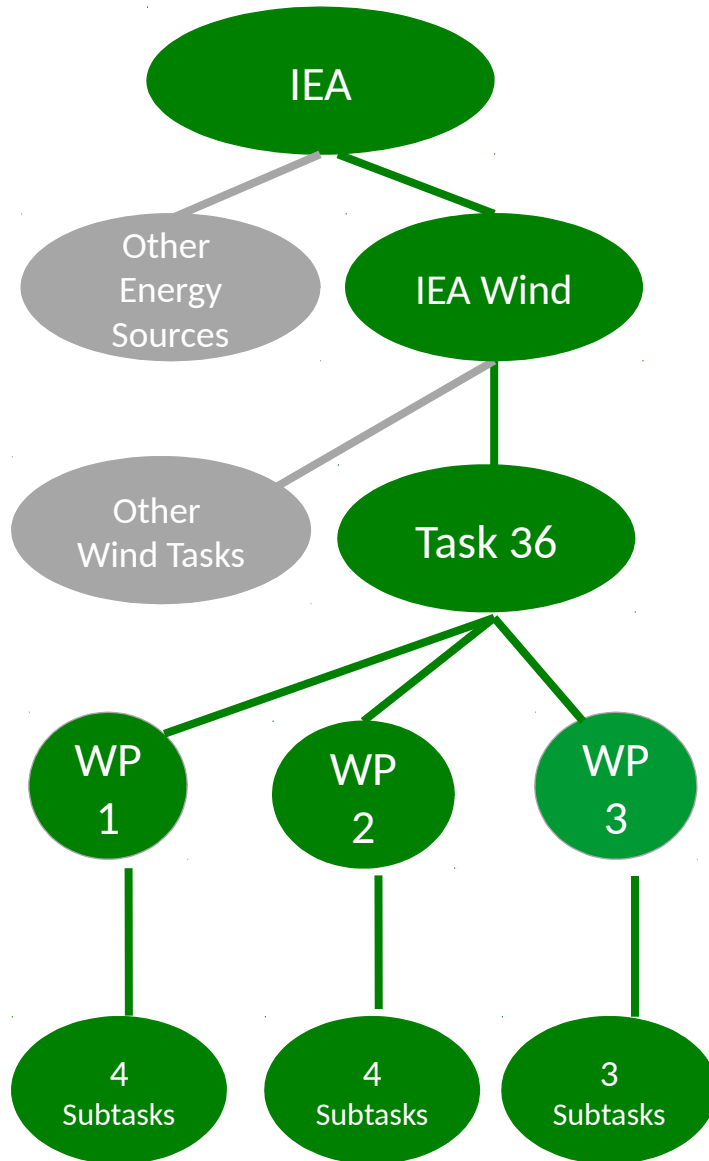 IEA
Other
Energy
Sources
IEA Wind
Other
Wind Tasks
Task 36
WP
1
WP
2
WP
3
4
Subtasks
4
Subtasks
3
Subtasks